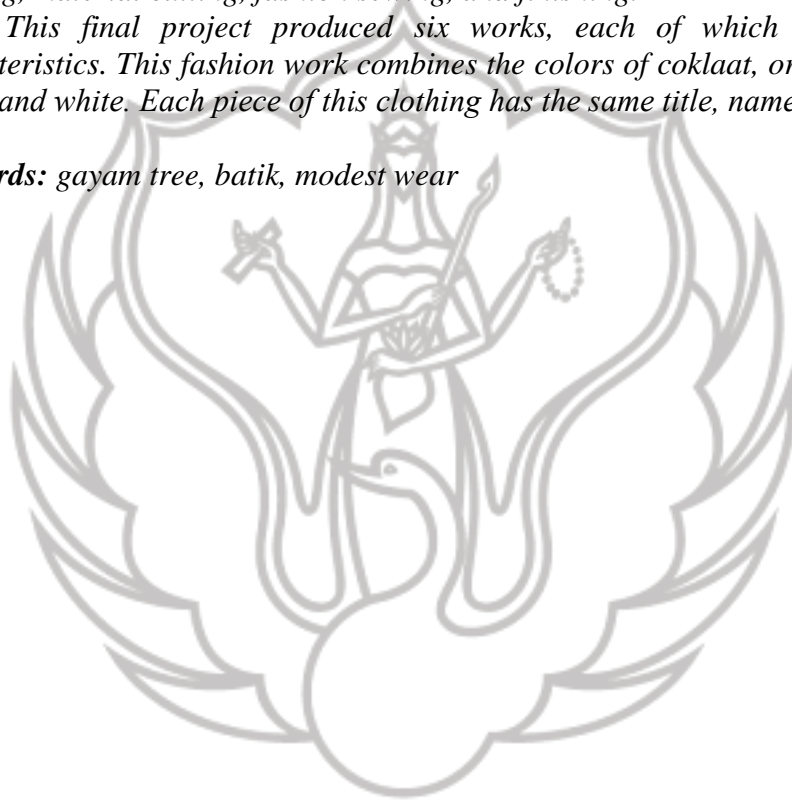 This final project produced six works, each of which
teristics. This fashion work combines the colors of coklaat, or
and white. Each piece of this clothing has the same title, name
rds: gayam tree, batik, modest wear